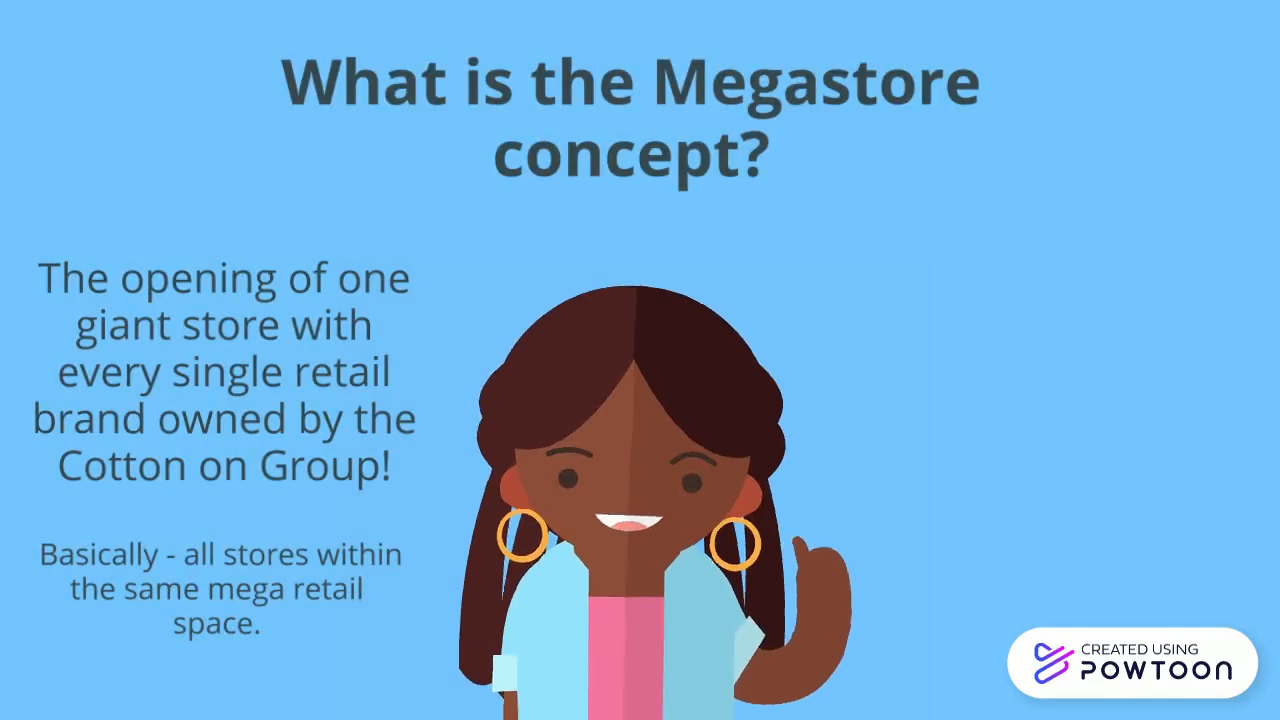 What is the Megastore
concept?
The opening of one
giant store with
every single retail
brand owned by the
Cotton on Group!
Basically - all stores within
the same mega retail
space.
CREATED USING
POWTOON